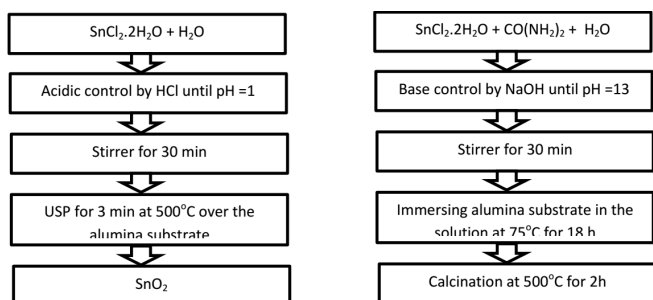 SnCl₂.2H₂O + H₂O
Acidic control by HCl until pH =1
Stirrer for 30 min
USP for 3 min at 500°C over the
alumina substrate
SnO₂
SnCl₂.2H₂O + CO(NH₂)₂ + H₂O
Base control by NaOH until pH=13
Stirrer for 30 min
Immersing alumina substrate in the
solution at 75°C for 18 h
Calcination at 500°C for 2h